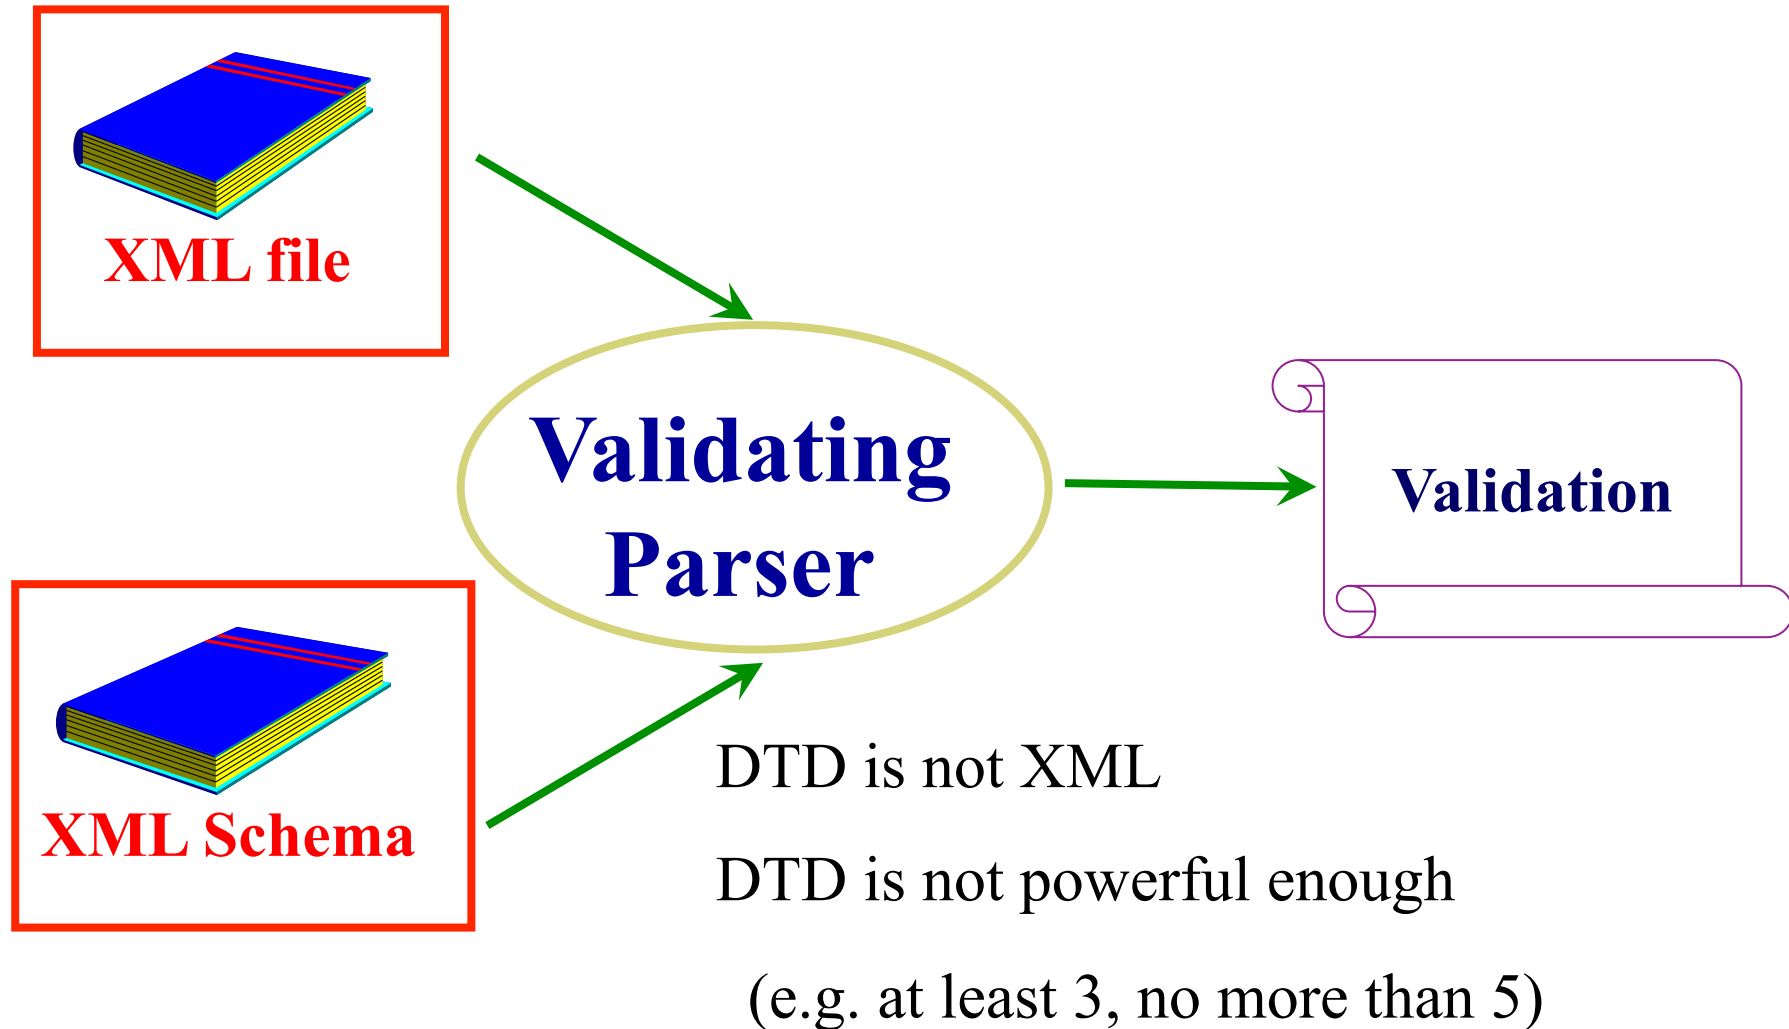 XML file
Validating
Parser
Validation
XML Schema
DTD is not XML
DTD is not powerful enough
(e.g. at least 3, no more than 5)